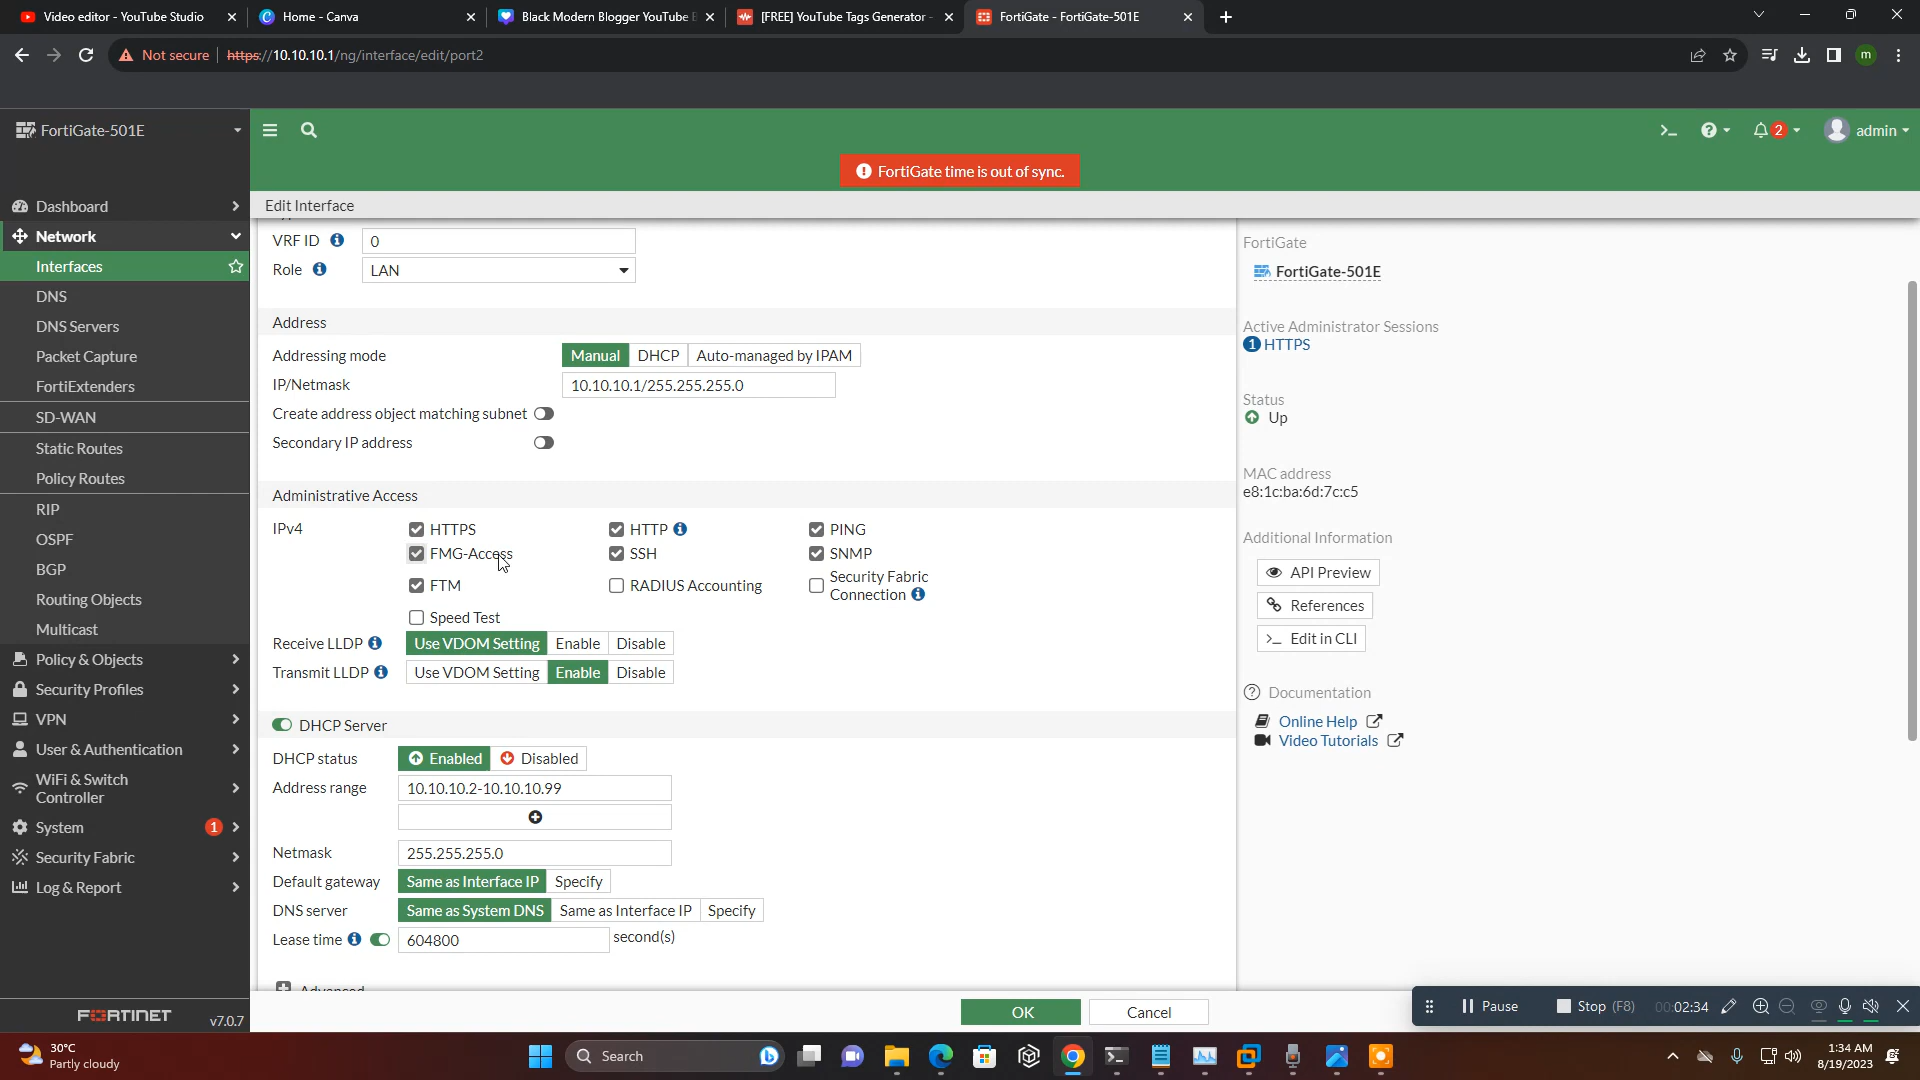 Video editor - YouTube Studio
Home - Canva
Black Modern Blogger YouTube B
[FREE] YouTube Tags Generator -
FortiGate - FortiGate-501E
Not secure
https://10.10.10.1/ng/interface/edit/port2
m
FortiGate-501E
2
admin
FortiGate time is out of sync.
Edit Interface
Dashboard
Network
Interfaces
DNS
DNS Servers
Packet Capture
FortiExtenders
SD-WAN
Static Routes
Policy Routes
RIP
OSPF
BGP
Routing Objects
Multicast
Policy & Objects
Security Profiles
VPN
User & Authentication
WiFi & Switch
Controller
System
1
Security Fabric
Log & Report
FORTINET
v7.0.7
VRF ID
0
Role
LAN
Address
Addressing mode
Manual
DHCP
Auto-managed by IPAM
IP/Netmask
10.10.10.1/255.255.255.0
Create address object matching subnet
Secondary IP address
Administrative Access
IPv4
HTTPS
HTTP
PING
FMG-Access
SSH
SNMP
FTM
RADIUS Accounting
Security Fabric
Connection
Speed Test
Receive LLDP
Use VDOM Setting
Enable
Disable
Transmit LLDP
Use VDOM Setting
Enable
Disable
DHCP Server
DHCP status
Enabled
Disabled
Address range
10.10.10.2-10.10.10.99
Netmask
255.255.255.0
Default gateway
Same as Interface IP
Specify
DNS server
Same as System DNS
Same as Interface IP
Specify
Lease time
604800
second(s)
Advanced
OK
Cancel
FortiGate
FortiGate-501E
Active Administrator Sessions
1 HTTPS
Status
Up
MAC address
e8:1c:ba:6d:7c:c5
Additional Information
API Preview
References
Edit in CLI
Documentation
Online Help
Video Tutorials
Pause
Stop (F8)
00:02:34
30°C
Partly cloudy
Search
1:34 AM
8/19/2023